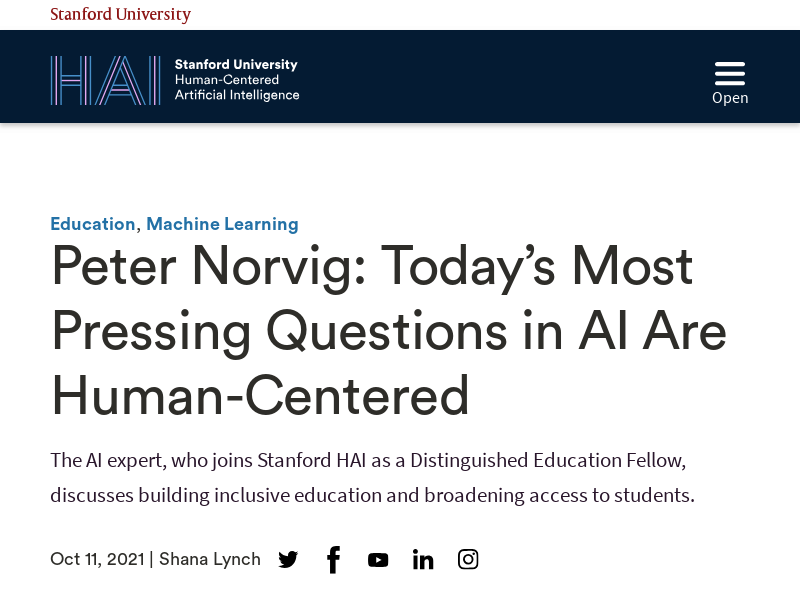 Stanford University
HAI
Stanford University
Human-Centered
Artificial Intelligence
Open
Education, Machine Learning
Peter Norvig: Today’s Most
Pressing Questions in AI Are
Human-Centered
The AI expert, who joins Stanford HAI as a Distinguished Education Fellow,
discusses building inclusive education and broadening access to students.
Oct 11, 2021 | Shana Lynch